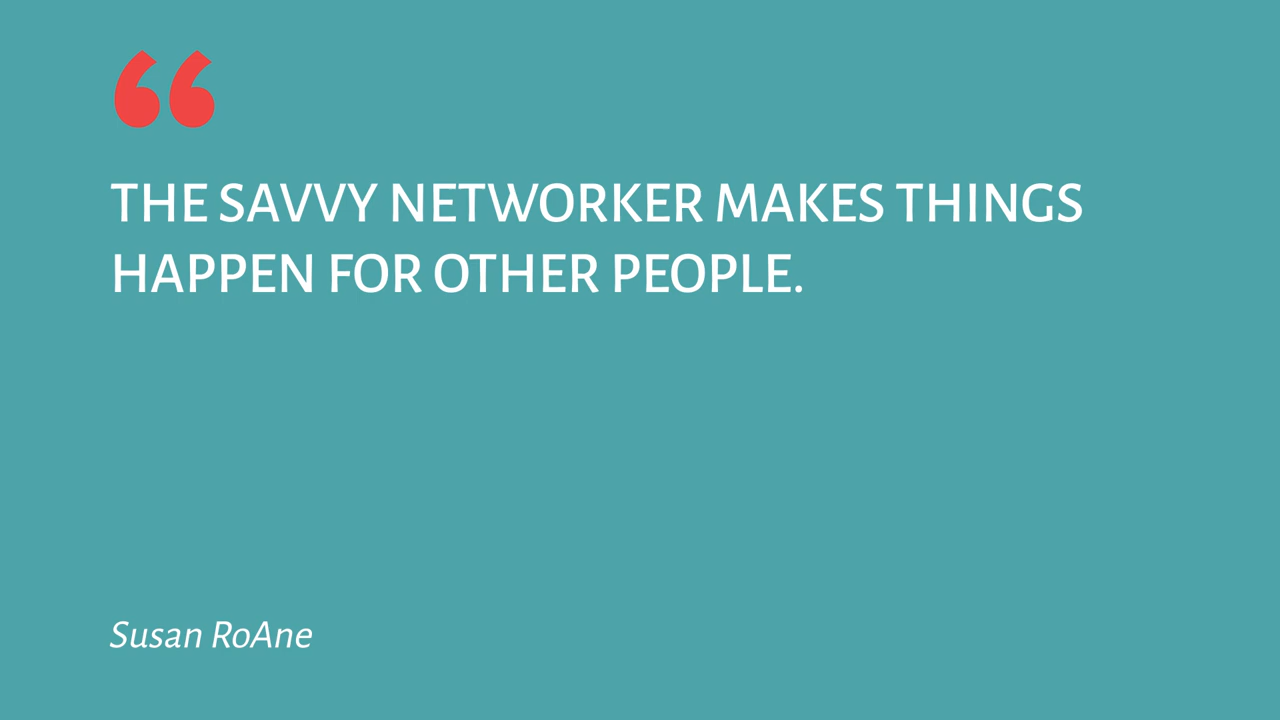 “
THE SAVVY NETWORKER MAKES THINGS
HAPPEN FOR OTHER PEOPLE.
Susan RoAne